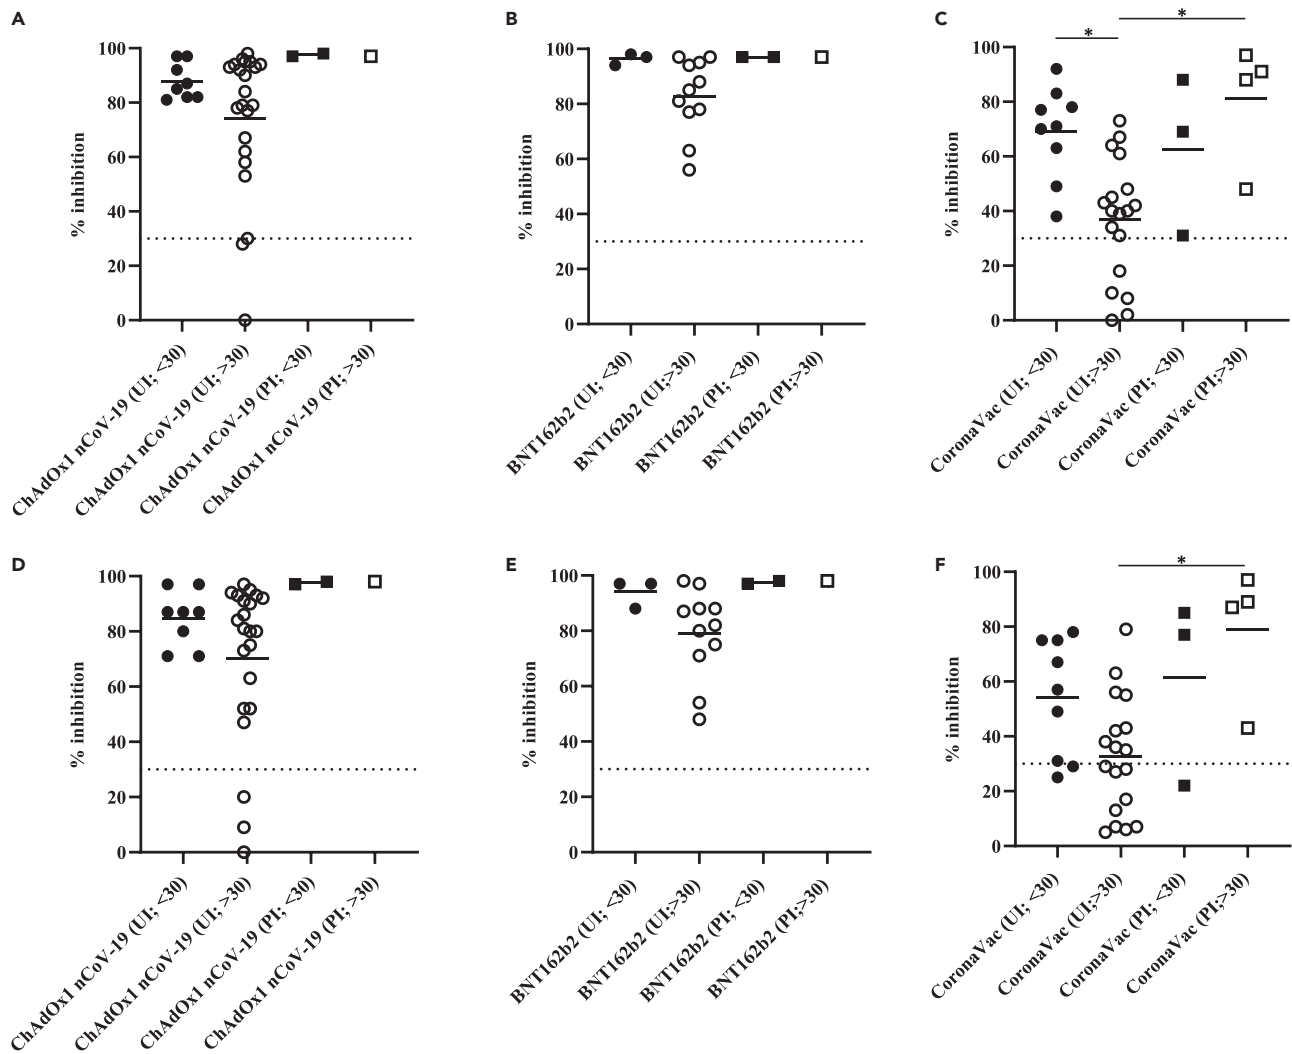 A
B
C
*
*
100
80
60
40
20
0
% inhibition
ChAdOx1 nCoV-19 (UI; <30)
ChAdOx1 nCoV-19 (UI; >30)
ChAdOx1 nCoV-19 (PI; <30)
ChAdOx1 nCoV-19 (PI; >30)
100
80
60
40
20
0
% inhibition
BNT162b2 (UI; <30)
BNT162b2 (UI;>30)
BNT162b2 (PI; <30)
BNT162b2 (PI;>30)
100
80
60
40
20
0
% inhibition
CoronaVac (UI; <30)
CoronaVac (UI;>30)
CoronaVac (PI; <30)
CoronaVac (PI;>30)
D
E
F
*
100
80
60
40
20
0
% inhibition
ChAdOx1 nCoV-19 (UI; <30)
ChAdOx1 nCoV-19 (UI; >30)
ChAdOx1 nCoV-19 (PI; <30)
ChAdOx1 nCoV-19 (PI; >30)
100
80
60
40
20
0
% inhibition
BNT162b2 (UI; <30)
BNT162b2 (UI;>30)
BNT162b2 (PI; <30)
BNT162b2 (PI;>30)
100
80
60
40
20
0
% inhibition
CoronaVac (UI; <30)
CoronaVac (UI;>30)
CoronaVac (PI; <30)
CoronaVac (PI;>30)